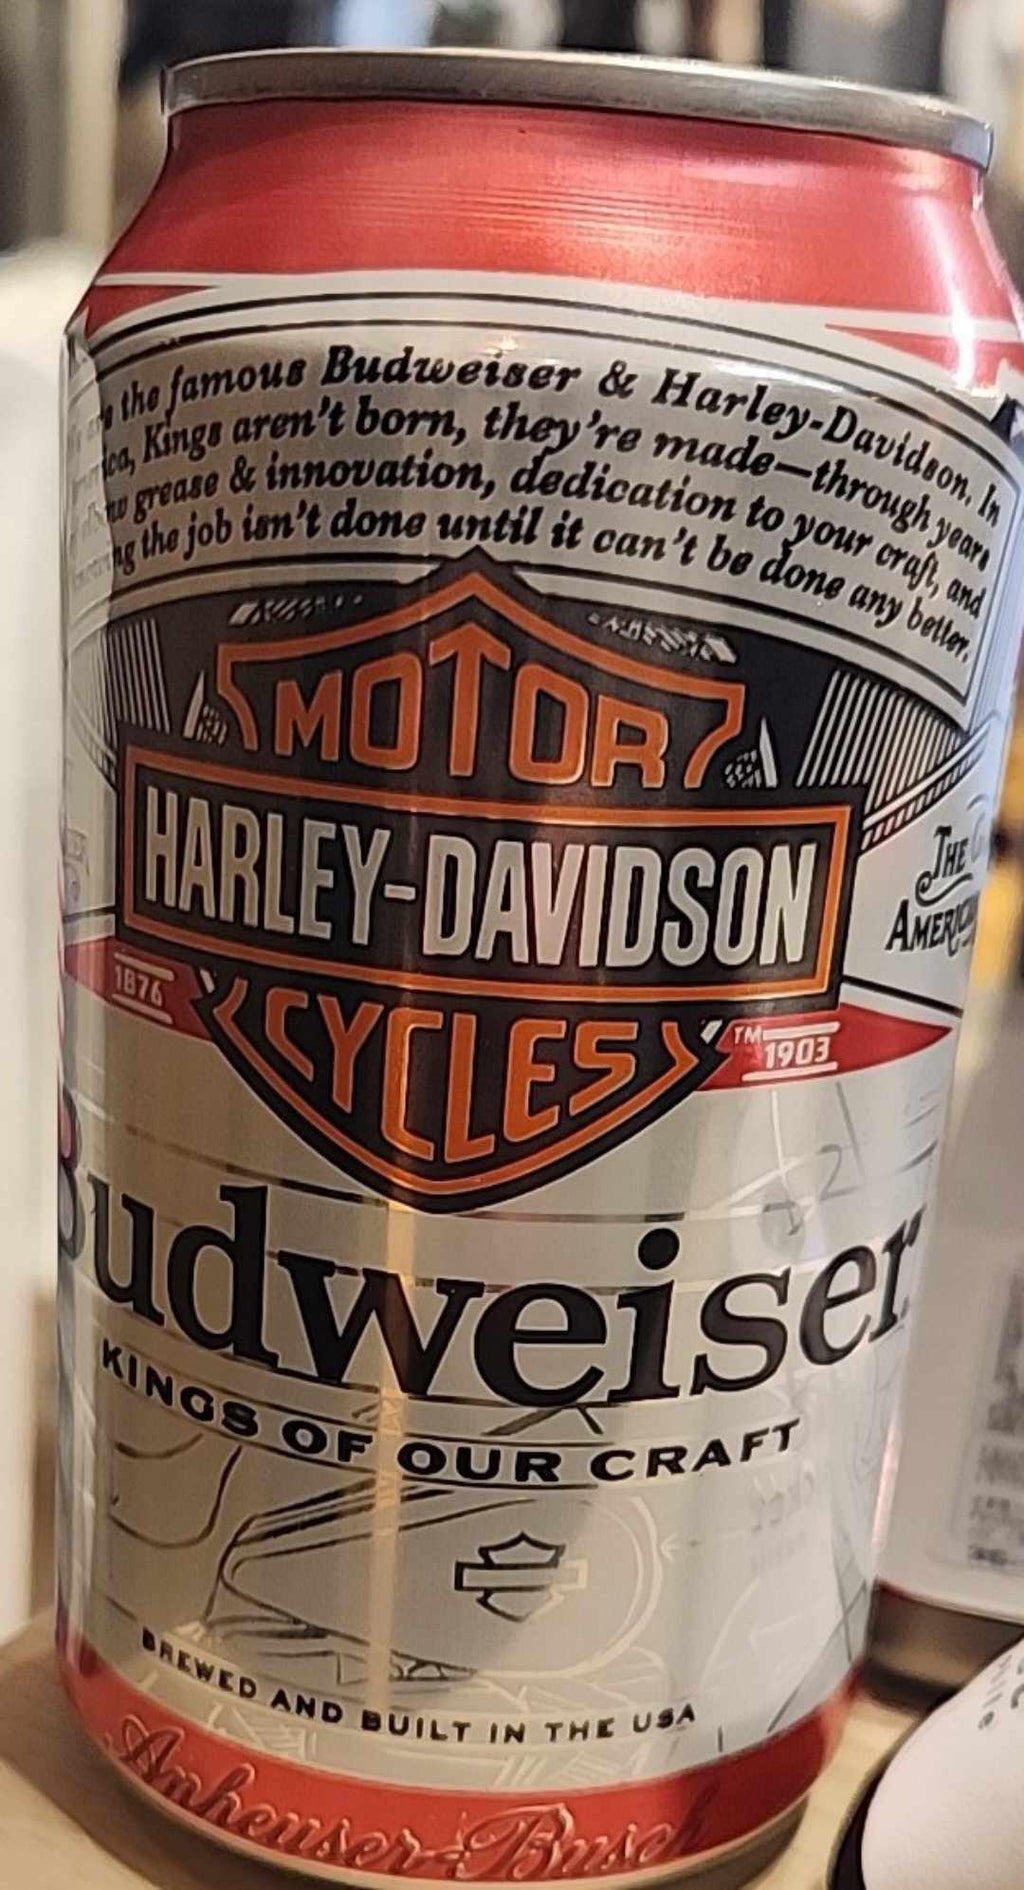 the famous Budweiser & Harley-Davidson. In
Kings aren't born, they're made—through years
grease & innovation, dedication to your craft, and
the job isn't done until it can't be done any better.
MOTOR
HARLEY-DAVIDSON
CYCLES
THE
1876
TM
1903
Budweiser
KINGS OF OUR CRAFT
BREWED AND BUILT IN THE USA
Anheuser-Busch